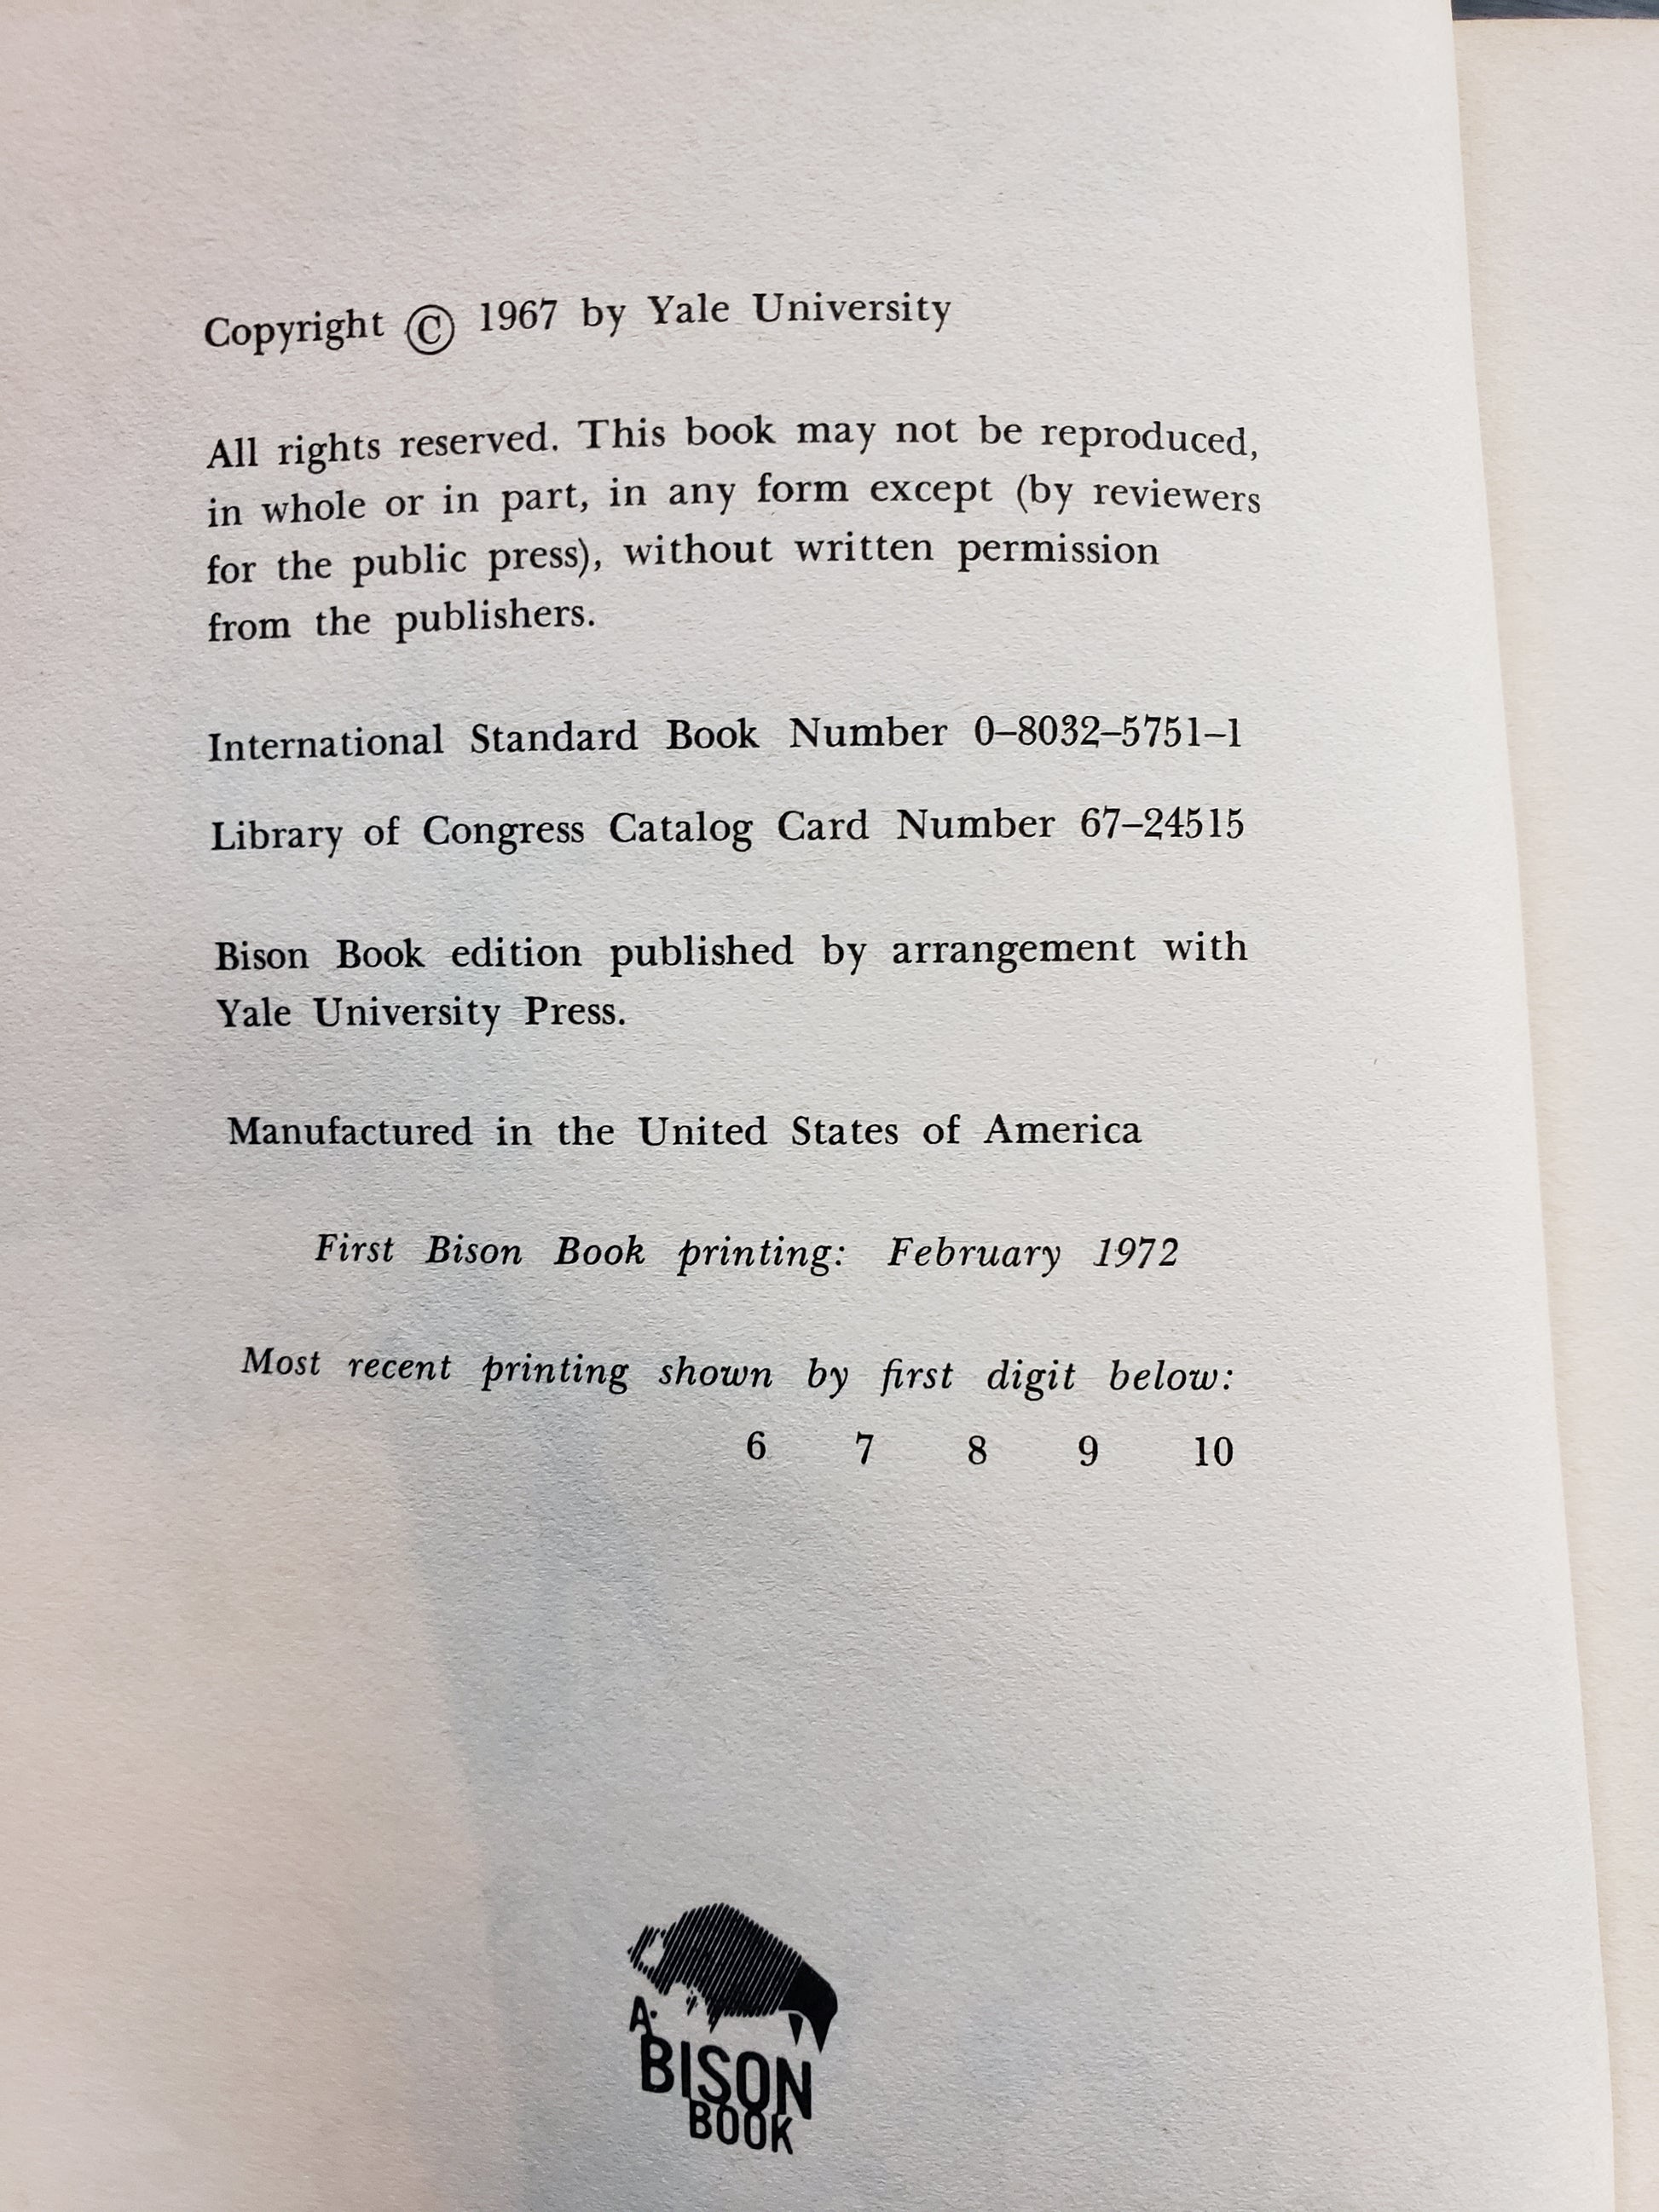 Copyright © 1967 by Yale University
All rights reserved. This book may not be reproduced,
in whole or in part, in any form except (by reviewers
for the public press), without written permission
from the publishers.
International Standard Book Number 0–8032–5751–1
Library of Congress Catalog Card Number 67–24515
Bison Book edition published by arrangement with
Yale University Press.
Manufactured in the United States of America
First Bison Book printing: February 1972
Most recent printing shown by first digit below:
6 7 8 9 10
A
BISON
BOOK